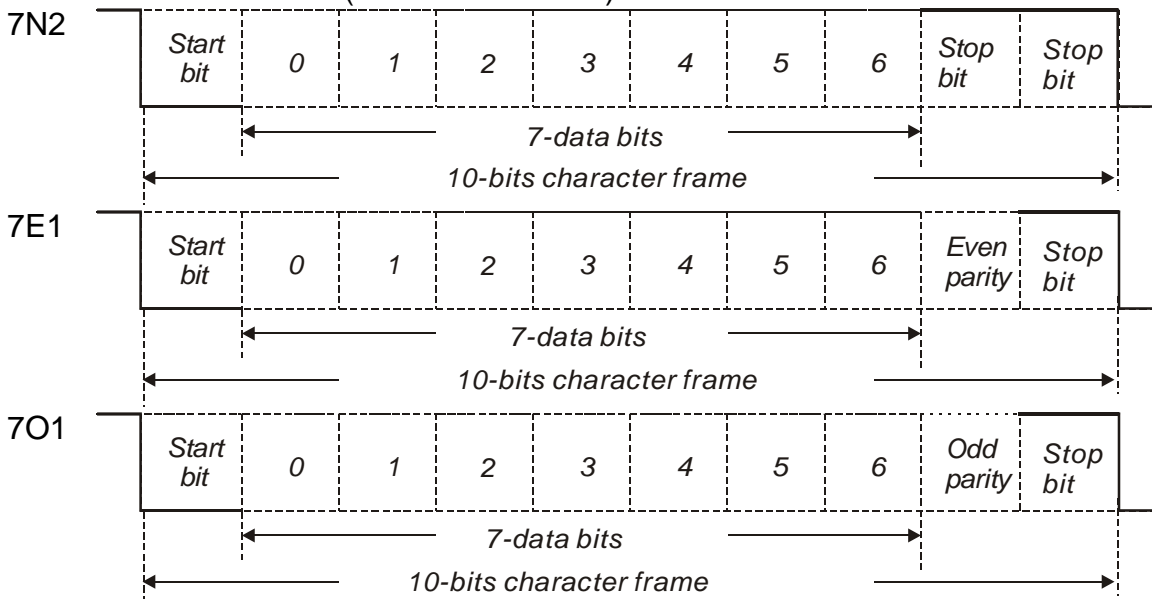 7N2
Start bit 0 1 2 3 4 5 6 Stop bit Stop bit
7-data bits
10-bits character frame
7E1
Start bit 0 1 2 3 4 5 6 Even parity Stop bit
7-data bits
10-bits character frame
7O1
Start bit 0 1 2 3 4 5 6 Odd parity Stop bit
7-data bits
10-bits character frame